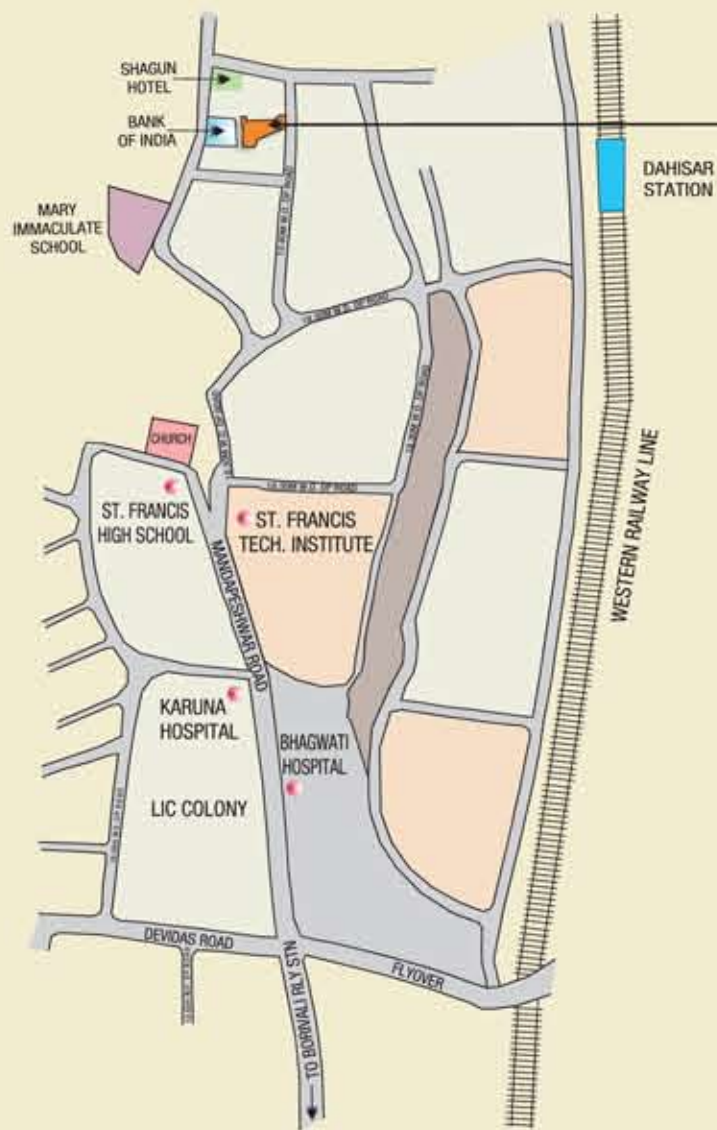 SHAGUN
HOTEL
BANK
OF INDIA
DAHISAR
STATION
MARY
IMMACULATE
SCHOOL
CHURCH
ST. FRANCIS
HIGH SCHOOL
ST. FRANCIS
TECH. INSTITUTE
MANDAPESHWAR ROAD
WESTERN RAILWAY LINE
KARUNA
HOSPITAL
BHAGWATI
HOSPITAL
LIC COLONY
DEVIDAS ROAD
FLYOVER
TO BORIVALI RLY STN